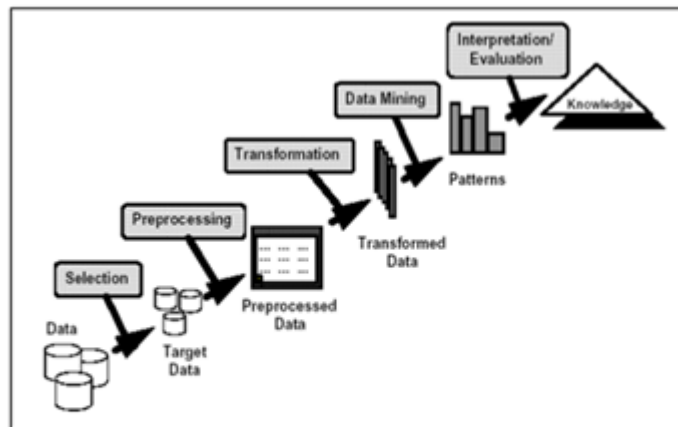 Interpretation/
Evaluation
Data Mining
Knowledge
Transformation
Patterns
Preprocessing
Transformed
Data
Selection
Preprocessed
Data
Data
Target
Data